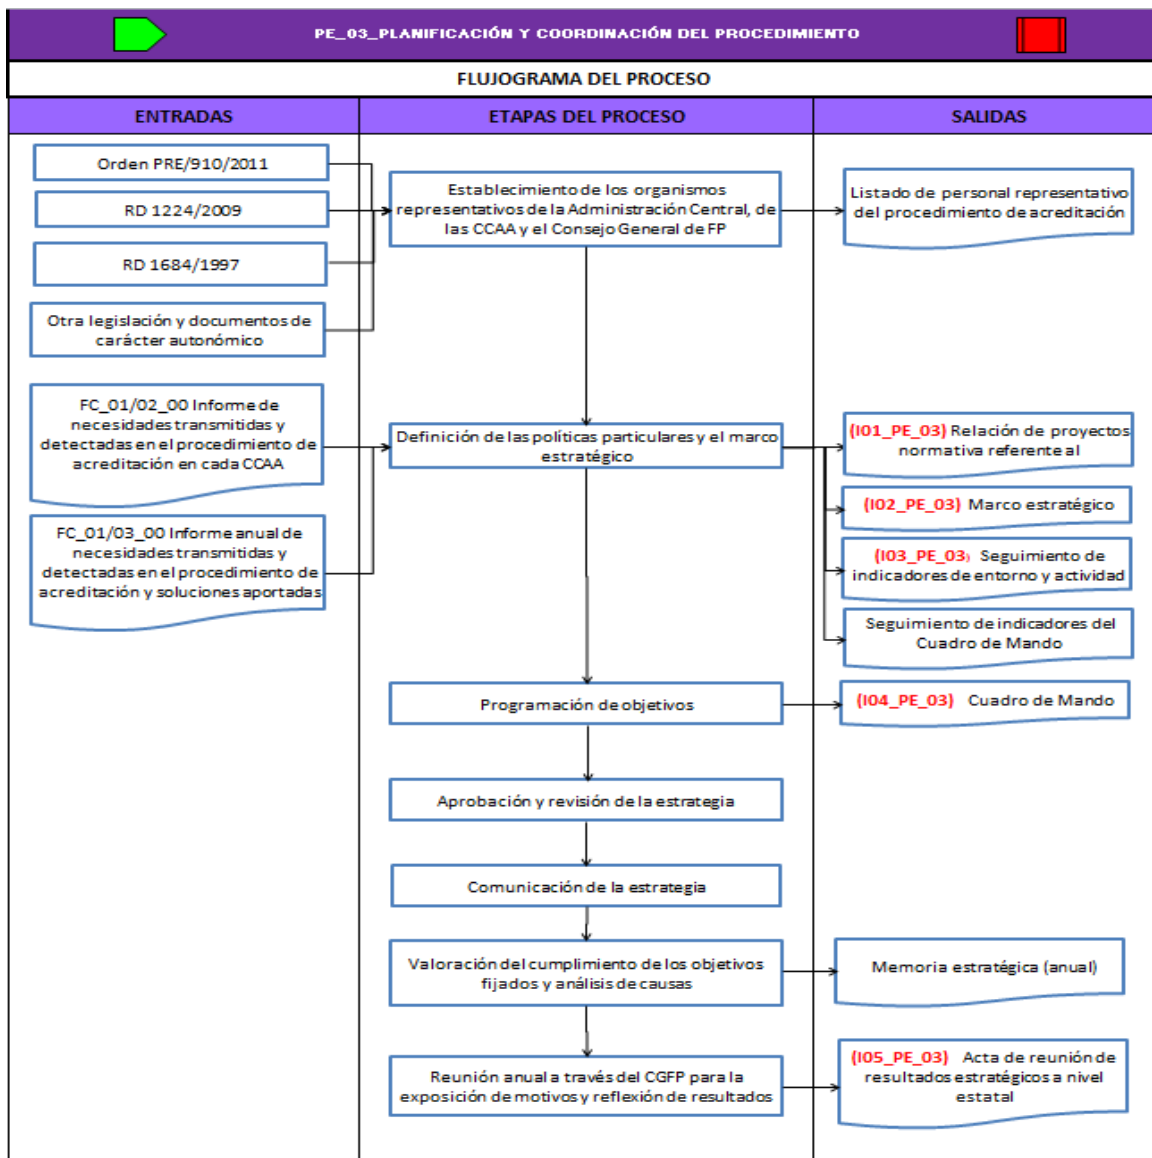 PE_03_PLANIFICACIÓN Y COORDINACIÓN DEL PROCEDIMIENTO
FLUJOGRAMA DEL PROCESO
ENTRADAS
ETAPAS DEL PROCESO
SALIDAS
Orden PRE/910/2011
RD 1224/2009
RD 1684/1997
Otra legislación y documentos de
carácter autonómico
Establecimiento de los organismos
representativos de la Administración Central, de
las CCAA y el Consejo General de FP
Listado de personal representativo
del procedimiento de acreditación
FC_01/02_00 Informe de
necesidades transmitidas y
detectadas en el procedimiento de
acreditación en cada CCAA
FC_01/03_00 Informe anual de
necesidades transmitidas y
detectadas en el procedimiento de
acreditación y soluciones aportadas
Definición de las políticas particulares y el marco
estratégico
(I01_PE_03) Relación de proyectos
normativa referente al
(I02_PE_03) Marco estratégico
(I03_PE_03) Seguimiento de
indicadores de entorno y actividad
Seguimiento de indicadores del
Cuadro de Mando
Programación de objetivos
(I04_PE_03) Cuadro de Mando
Aprobación y revisión de la estrategia
Comunicación de la estrategia
Valoración del cumplimiento de los objetivos
fijados y análisis de causas
Memoria estratégica (anual)
Reunión anual a través del CGFP para la
exposición de motivos y reflexión de resultados
(I05_PE_03) Acta de reunión de
resultados estratégicos a nivel
estatal